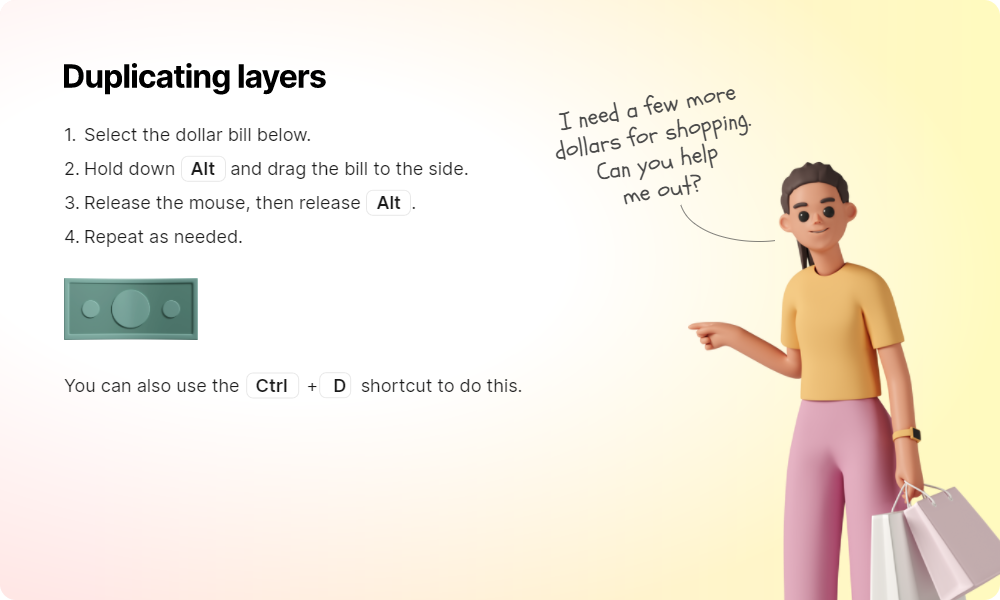 Duplicating layers
1. Select the dollar bill below.
2. Hold down Alt and drag the bill to the side.
3. Release the mouse, then release Alt.
4. Repeat as needed.
You can also use the Ctrl + D shortcut to do this.
I need a few more
dollars for shopping.
Can you help
me out?